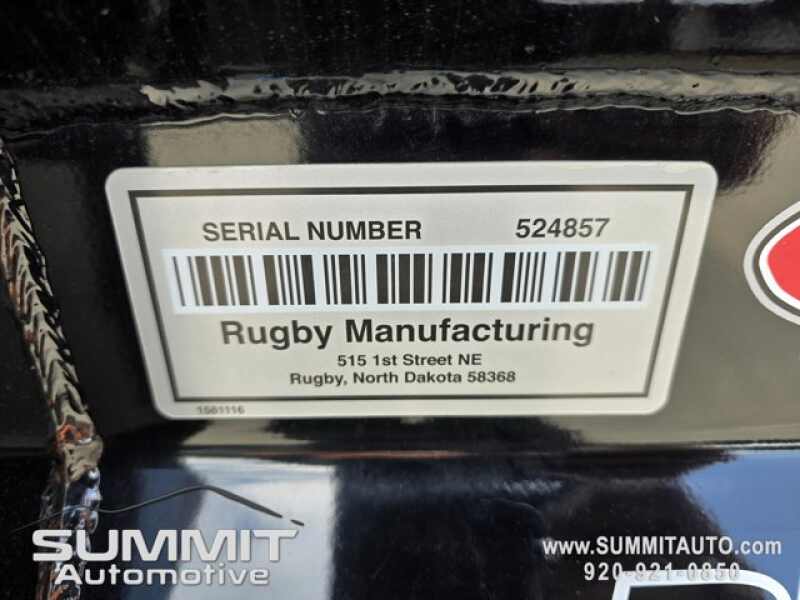 SERIAL NUMBER 524857
Rugby Manufacturing
515 1st Street NE
Rugby, North Dakota 58368
1561116
SUMMIT
Automotive
www.SUMMITAUTO.com
920-921-0850